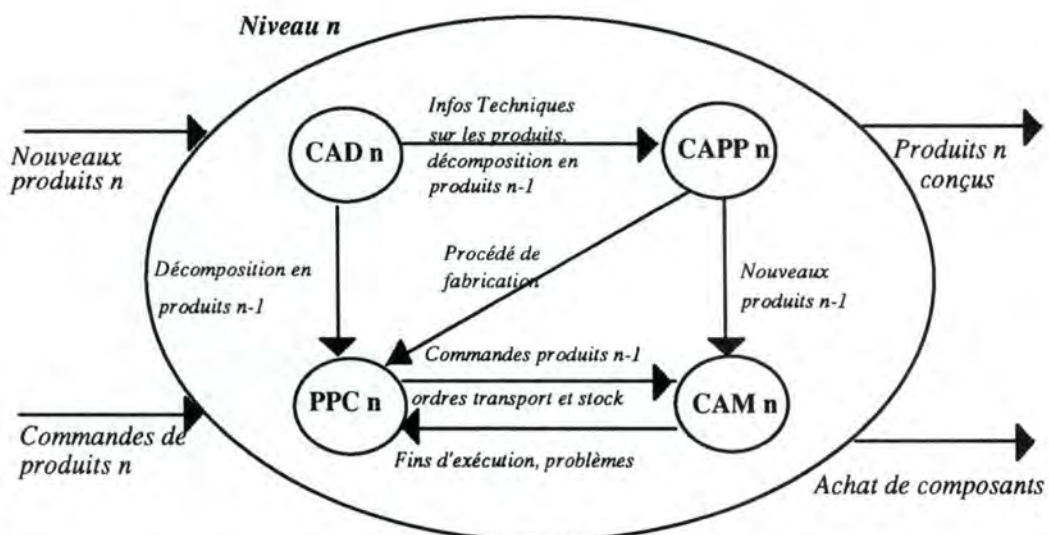 Niveau n
Nouveaux
produits n
CAD n
Infos Techniques
sur les produits,
décomposition en
produits n-1
CAPP n
Produits n
conçus
Décomposition en
produits n-1
Procédé de
fabrication
Nouveaux
produits n-1
Commandes de
produits n
PPC n
Commandes produits n-1
ordres transport et stock
Fins d'exécution, problèmes
CAM n
Achat de composants